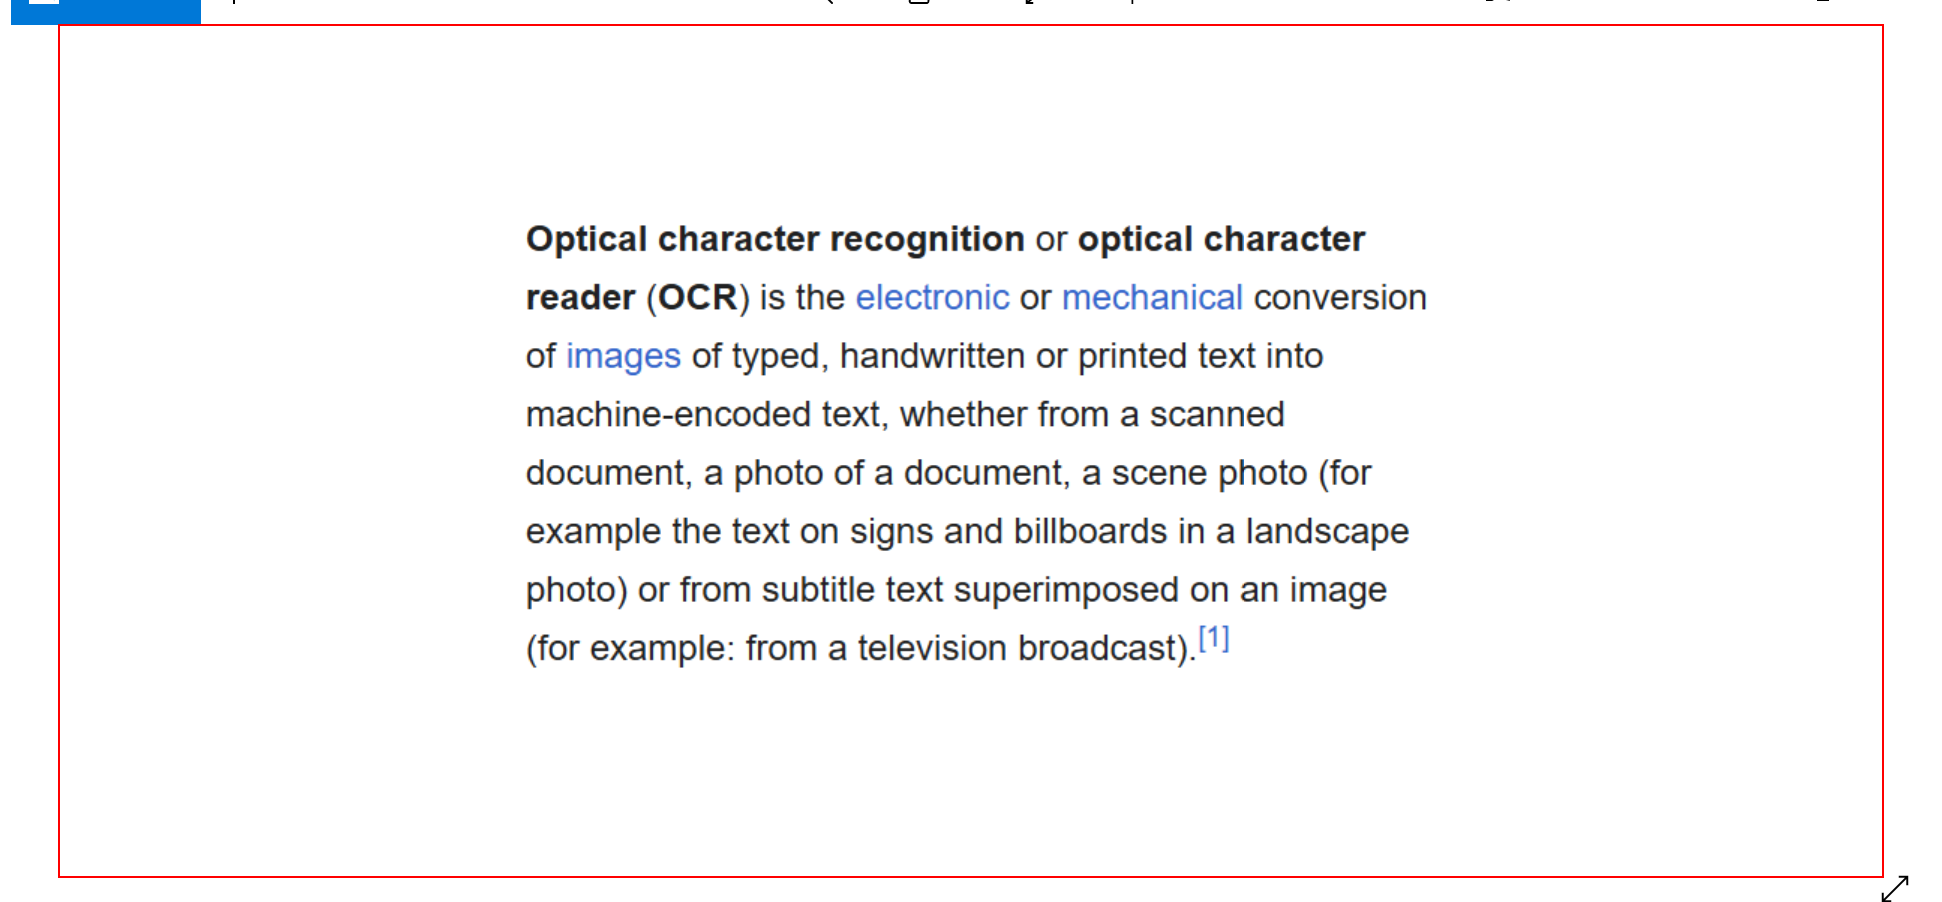 Optical character recognition or optical character
reader (OCR) is the electronic or mechanical conversion
of images of typed, handwritten or printed text into
machine-encoded text, whether from a scanned
document, a photo of a document, a scene photo (for
example the text on signs and billboards in a landscape
photo) or from subtitle text superimposed on an image
(for example: from a television broadcast).[1]